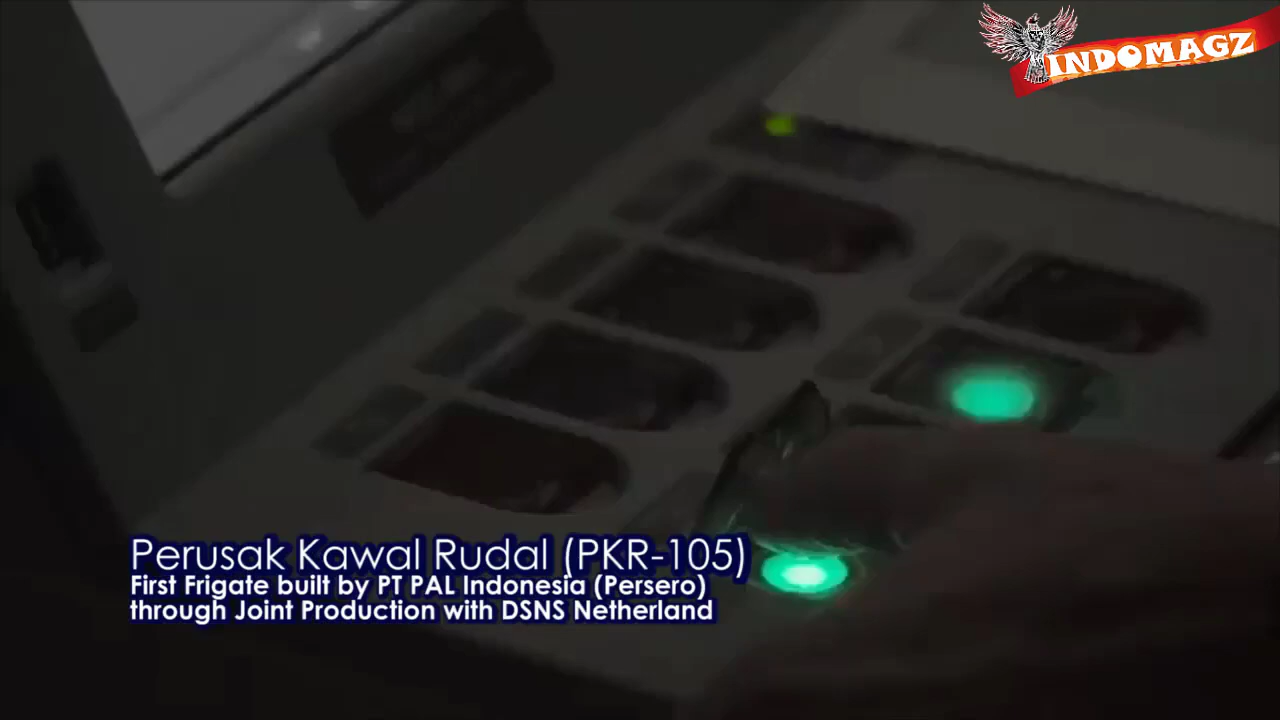 INDOMAGZ
Perusak Kawal Rudal (PKR-105)
First Frigate built by PT PAL Indonesia (Persero)
through Joint Production with DSNS Netherland